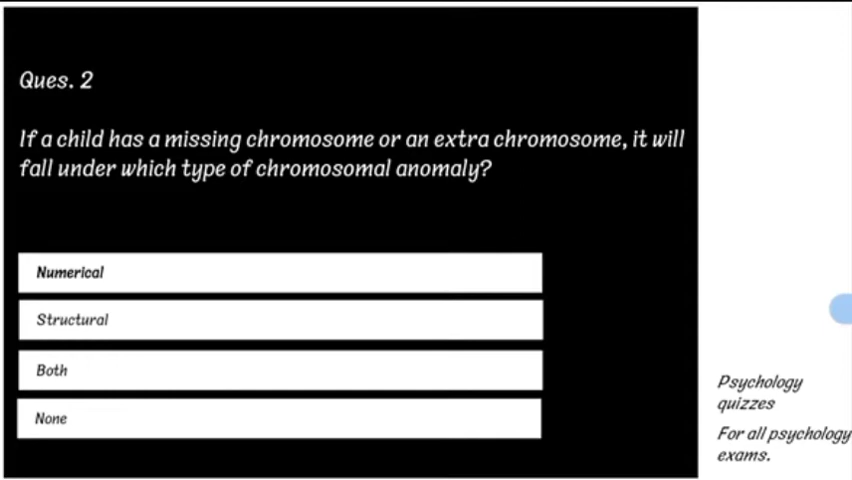 Ques. 2
If a child has a missing chromosome or an extra chromosome, it will
fall under which type of chromosomal anomaly?
Numerical
Structural
Both
None
Psychology
quizzes
For all psychology
exams.